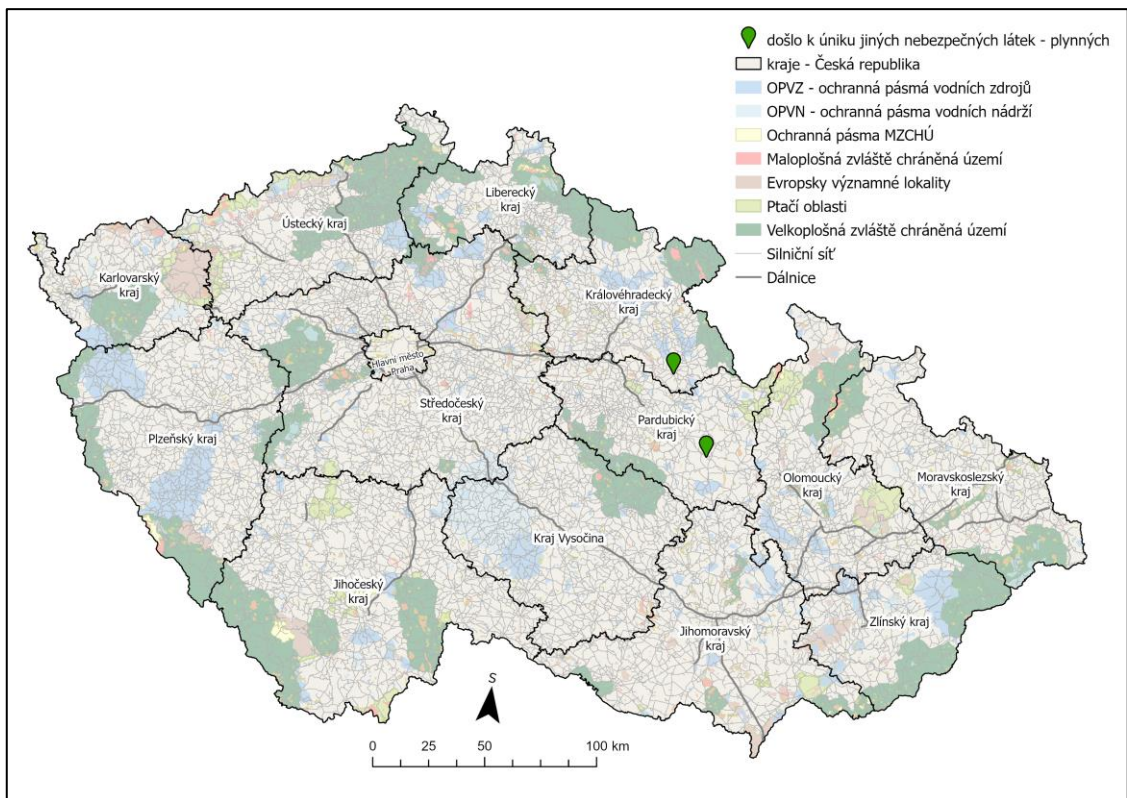 došlo k úniku jiných nebezpečných látek - plynných
kraje - Česká republika
OPVZ - ochranná pásmá vodních zdrojů
OPVN - ochranná pásma vodních nádrží
Ochranná pásma MZCHÚ
Maloplošná zvláště chráněná území
Evropsky významné lokality
Ptačí oblasti
Velkoplošná zvláště chráněná území
Silniční síť
Dálnice
Liberecký
kraj
Ústecký kraj
Karlovarský
kraj
Královéhradecký
kraj
Hlavní město
Praha
Středočeský
kraj
Pardubický
kraj
Plzeňský kraj
Olomoucký
kraj
Moravskoslezský
kraj
Kraj Vysočina
Jihočeský
kraj
Jihomoravský
kraj
Zlínský kraj
S
0 25 50 100 km